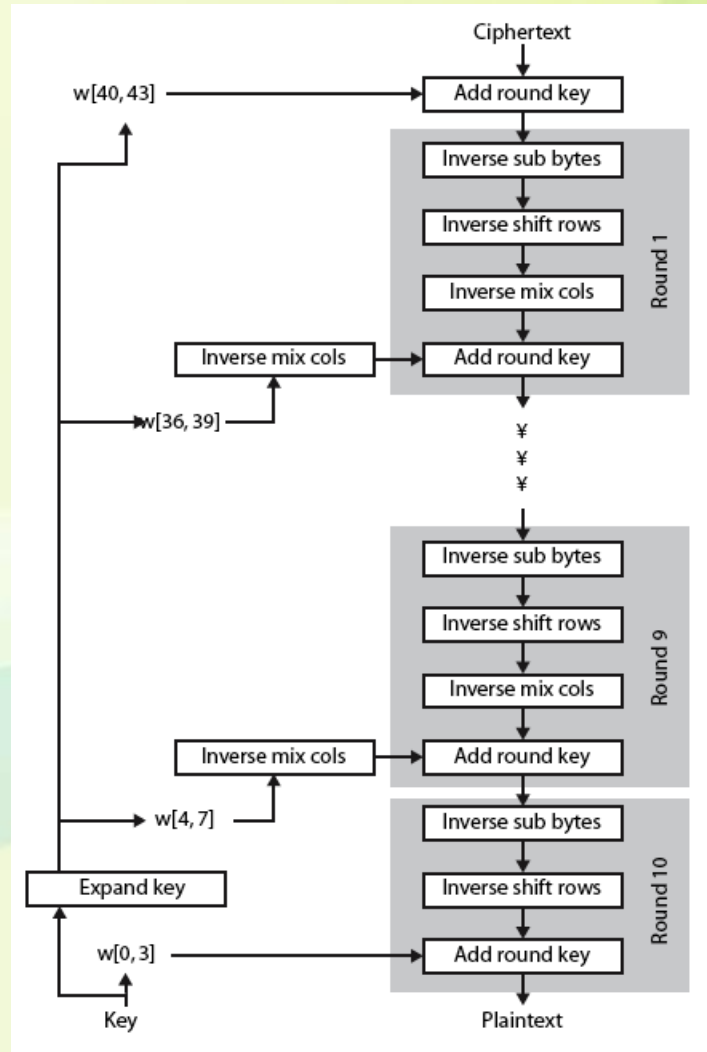 Ciphertext
w[40, 43]
Add round key
Inverse sub bytes
Inverse shift rows
Inverse mix cols
Round 1
Inverse mix cols
Add round key
w[36, 39]
¥
¥
¥
Inverse sub bytes
Inverse shift rows
Round 9
Inverse mix cols
Inverse mix cols
Add round key
w[4, 7]
Inverse sub bytes
Expand key
Inverse shift rows
Round 10
w[0, 3]
Add round key
Key
Plaintext